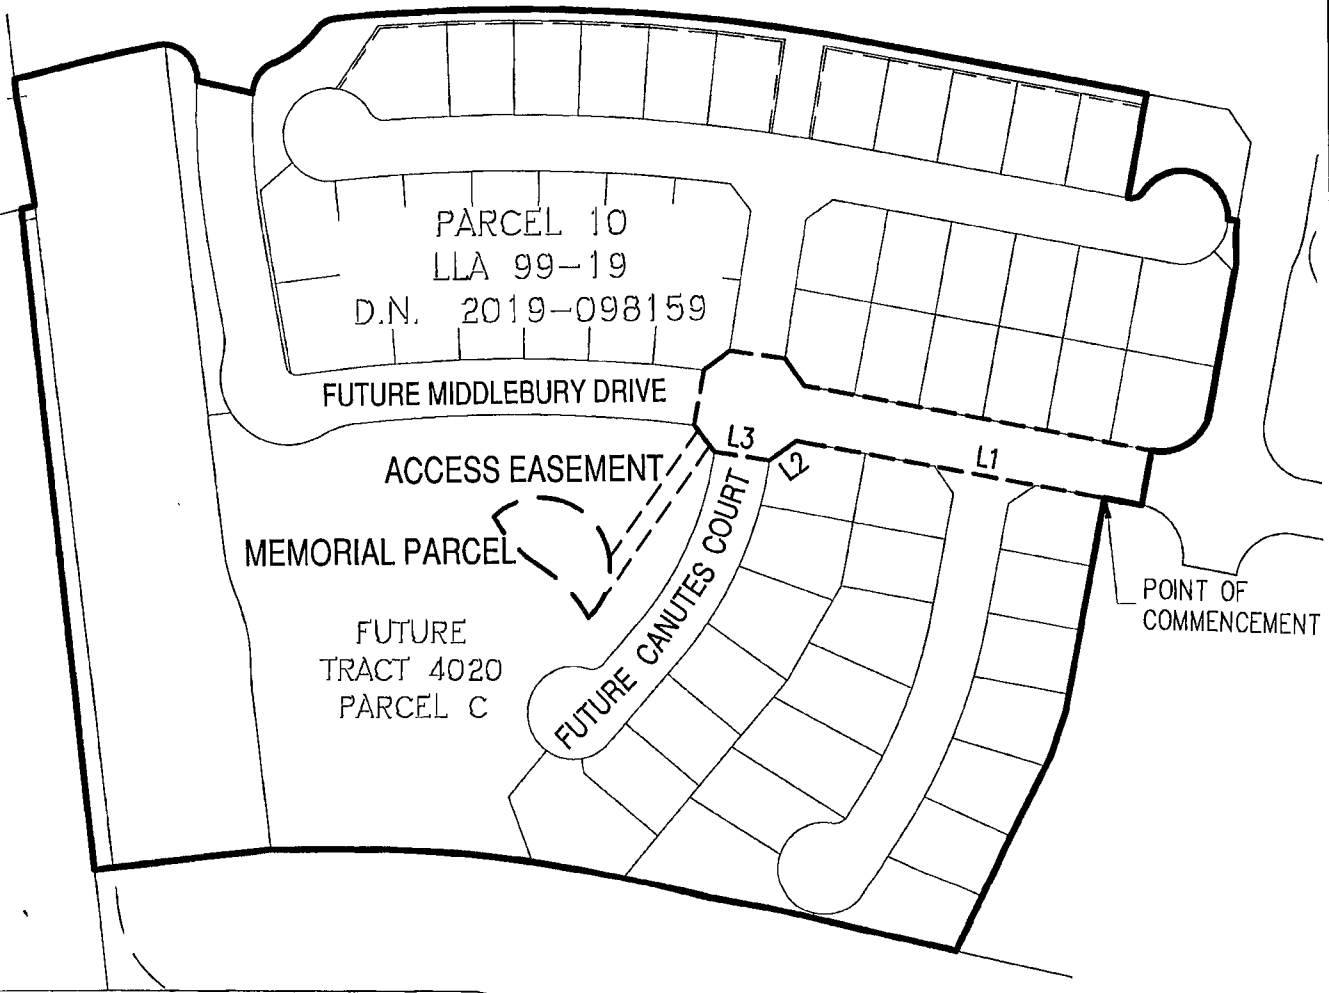 PARCEL 10
LLA 99-19
D.N. 2019-098159
FUTURE MIDDLEBURY DRIVE
L3
L2
L1
ACCESS EASEMENT
MEMORIAL PARCEL
FUTURE CANUTES COURT
POINT OF
COMMENCEMENT
FUTURE
TRACT 4020
PARCEL C